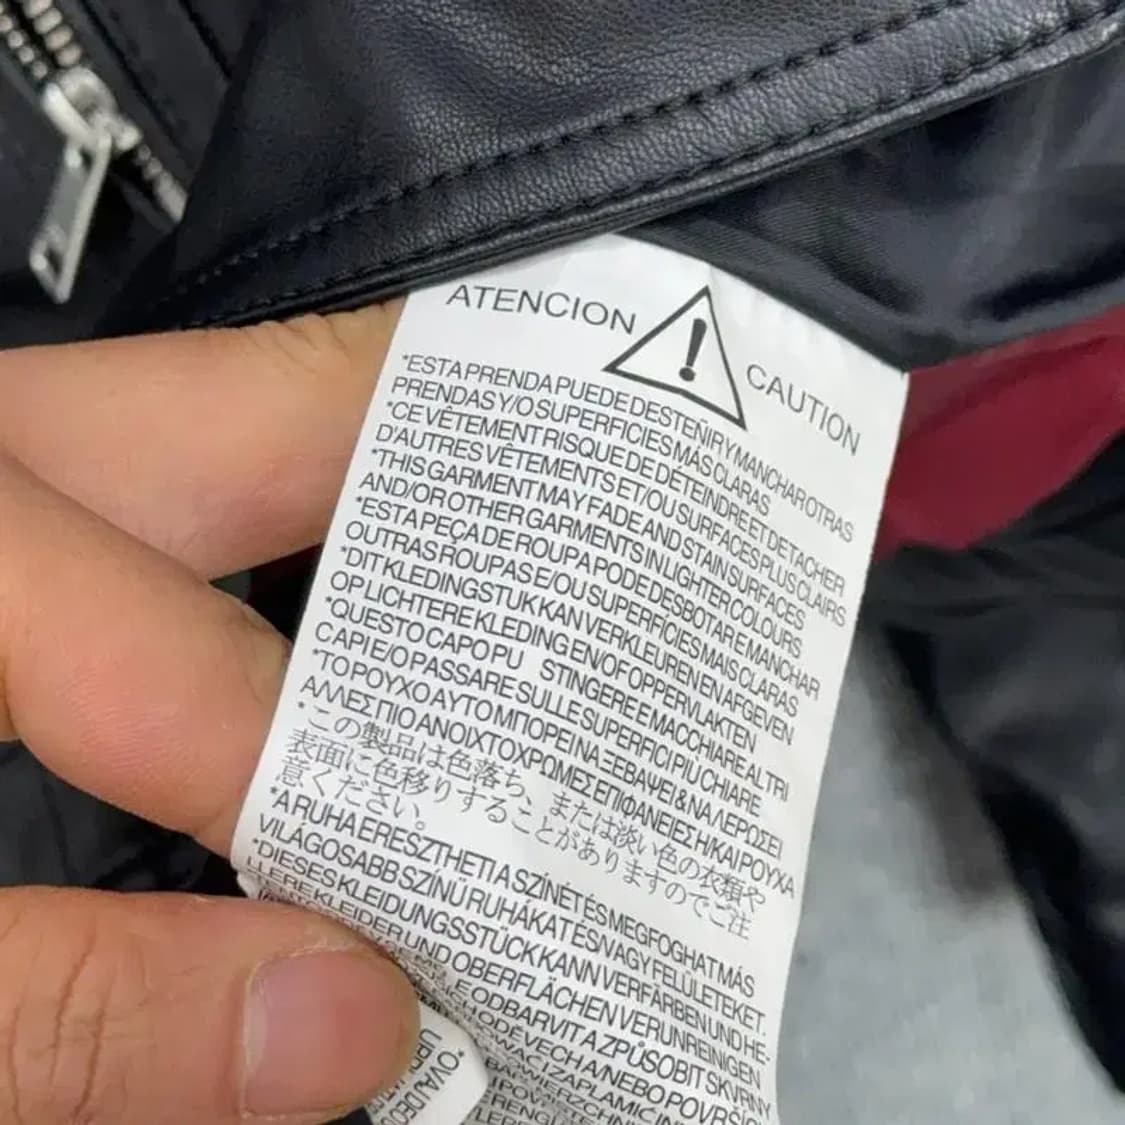 ATENCION
CAUTION
*ESTA PRENDA PUEDE DESTEÑIR Y MANCHAR OTRAS
PRENDAS Y/O SUPERFICIES MÁS CLARAS
*CE VÊTEMENT RISQUE DE DÉTEINDRE ET DE TACHER
D'AUTRES VÊTEMENTS ET/OU SURFACES PLUS CLAIRS
*THIS GARMENT MAY FADE AND STAIN SURFACES
AND/OR OTHER GARMENTS IN LIGHTER COLOURS
*ESTA PEÇA DE ROUPA PODE DESBOTAR E MANCHAR
OUTRAS ROUPAS E/OU SUPERFÍCIES MAIS CLARAS
*DIT KLEDINGSTUK KAN VERKLEUREN EN AFGEVEN
OP LICHTERE KLEDING EN/OF OPPERVLAKTEN
*QUESTO CAPO PU STINGERE E MACCHIARE ALTRI
CAPI E/O PASSARE SULLE SUPERFICI PIÙ CHIARE
*ΤΟ ΡΟΥΧΟ ΑΥΤΟ ΜΠΟΡΕΙ ΝΑ ΞΕΒΑΨΕΙ & ΝΑ ΛΕΡΩΣΕΙ
ΑΛΛΕΣ ΠΙΟ ΑΝΟΙΧΤΟΧΡΩΜΕΣ ΕΠΙΦΑΝΕΙΕΣ Η/ΚΑΙ ΡΟΥΧΑ
*この製品は色落ち、または淡い色の衣類や
表面に色移りすることがありますのでご注
意ください。
*A RUHA ERESZTHETI A SZÍNÉT ÉS MEGFOGHAT MÁS
VILÁGOSABB SZÍNŰ RUHÁKAT ÉS/VAGY FELÜLETEKET.
*DIESES KLEIDUNGSSTÜCK KANN VERFÄRBEN UND HE-
LLERE KLEIDER UND OBERFLÄCHEN VERUNREINIGEN
ODBARVIT A ZPŮSOBIT SKVRNY
ODĚVECH A/NEBO POVRŠÍC
*OVAJ ODJ